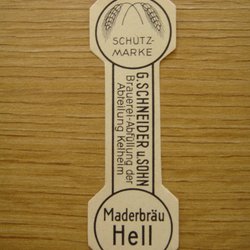 SCHUTZ-
MARKE
G. SCHNEIDER u. SOHN
Brauerei-Abfüllung der
Abteilung Kelheim
Maderbräu
Hell